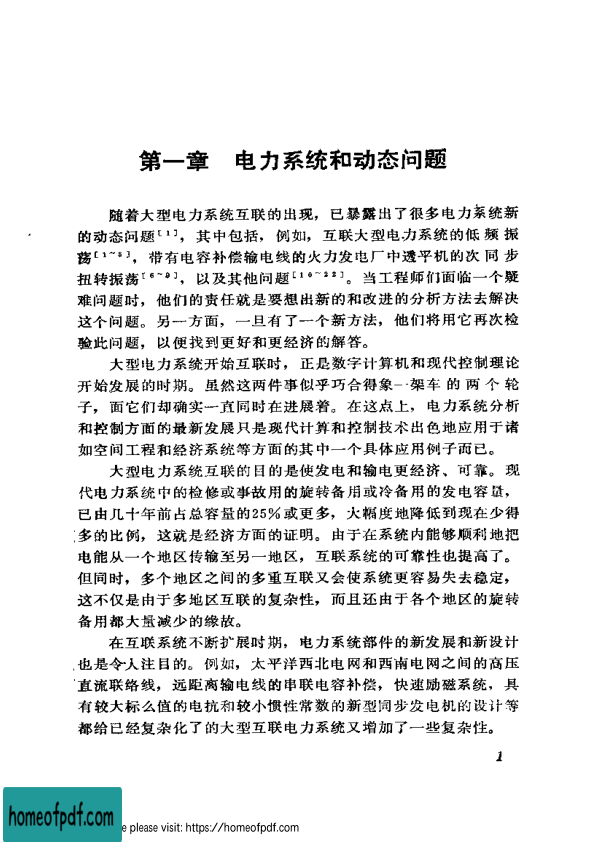 第一章 电力系统和动态问题
随着大型电力系统互联的出现，已暴露出了很多电力系统新
的动态问题〔1〕，其中包括，例如，互联大型电力系统的低频振
荡〔1~5〕，带有电容补偿输电线的火力发电厂中透平机的次同步
扭转振荡〔6~9〕，以及其他问题〔10~22〕。当工程师们面临一个疑
难问题时，他们的责任就是要想出新的和改进的分析方法去解决
这个问题。另一方面，一旦有了一个新方法，他们将用它再次检
验此问题，以便找到更好和更经济的解答。
大型电力系统开始互联时，正是数字计算机和现代控制理论
开始发展的时期。虽然这两件事似乎巧合得象一架车的两个轮
子，而它们却确实一直同时在进展着。在这点上，电力系统分析
和控制方面的最新发展只是现代计算和控制技术出色地应用于诸
如空间工程和经济系统等方面的其中一个具体应用例子而已。
大型电力系统互联的目的是使发电和输电更经济、可靠。现
代电力系统中的检修或事故用的旋转备用或冷备用的发电容量，
已由几十年前占总容量的25%或更多，大幅度地降低到现在少得
多的比例，这就是经济方面的证明。由于在系统内能够顺利地把
电能从一个地区传输至另一地区，互联系统的可靠性也提高了。
但同时，多个地区之间的多重互联又会使系统更容易失去稳定，
这不仅是由于多地区互联的复杂性，而且还由于各个地区的旋转
备用都大量减少的缘故。
在互联系统不断扩展时期，电力系统部件的新发展和新设计
也是令人注目的。例如，太平洋西北电网和西南电网之间的高压
直流联络线，远距离输电线的串联电容补偿，快速励磁系统，具
有较大标么值的电抗和较小惯性常数的新型同步发电机的设计等
都给已经复杂化了的大型互联电力系统又增加了一些复杂性。
1
homeofpdf.com
e please visit: https://homeofpdf.com